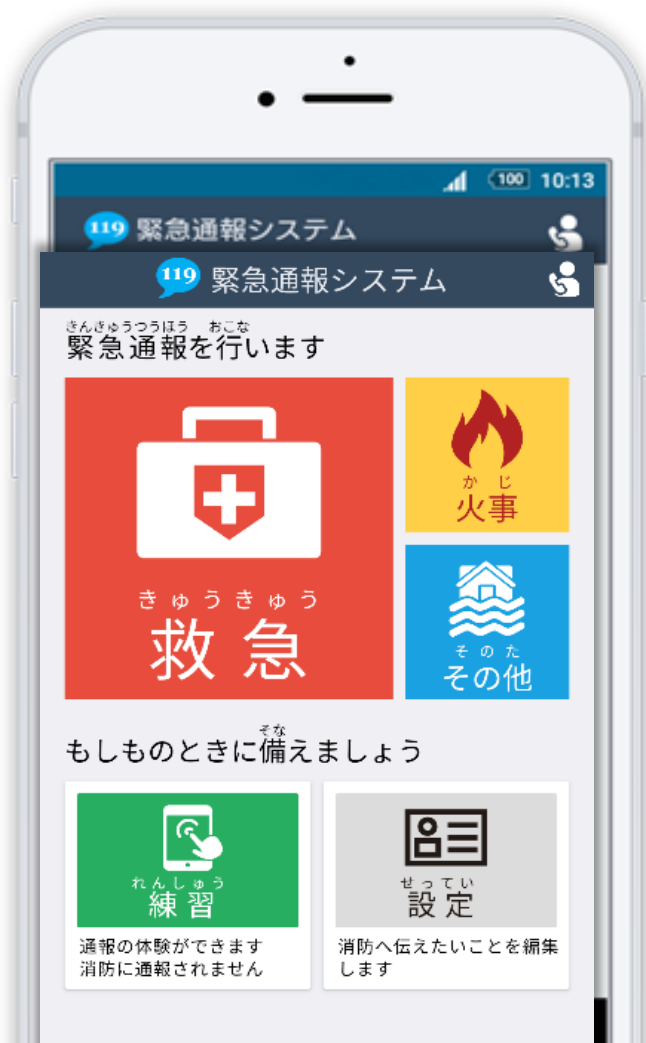 100 10:13
119 緊急通報システム
119 緊急通報システム
きんきゅうつうほう おこな
緊急通報を行います
きゅうきゅう
救急
かじ
火事
そのた
その他
そな
もしものときに備えましょう
れんしゅう
練習
通報の体験ができます
消防に通報されません
せってい
設定
消防へ伝えたいことを編集
します